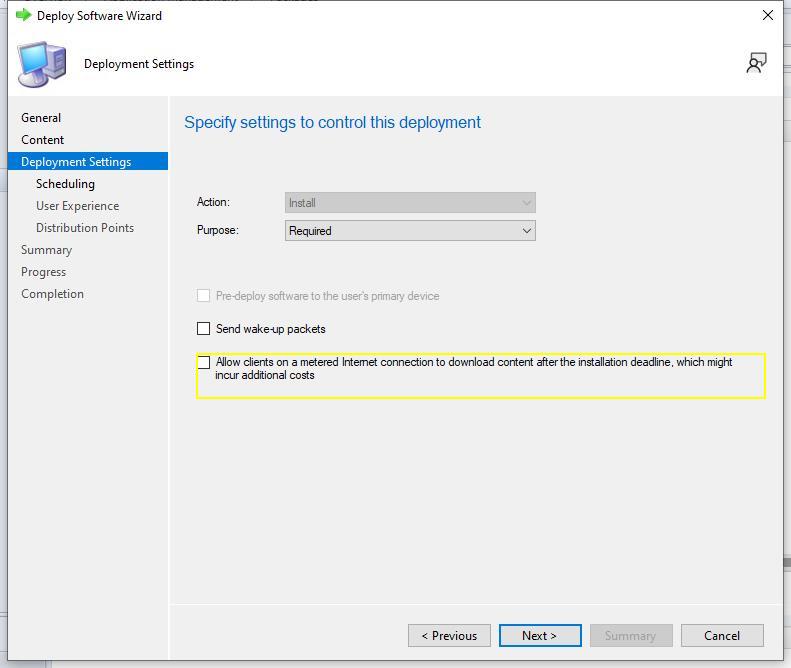 Deploy Software Wizard
Deployment Settings
General
Content
Deployment Settings
Scheduling
User Experience
Distribution Points
Summary
Progress
Completion
Specify settings to control this deployment
Action: Install
Purpose: Required
Pre-deploy software to the user's primary device
Send wake-up packets
Allow clients on a metered Internet connection to download content after the installation deadline, which might
incur additional costs
< Previous Next > Summary Cancel